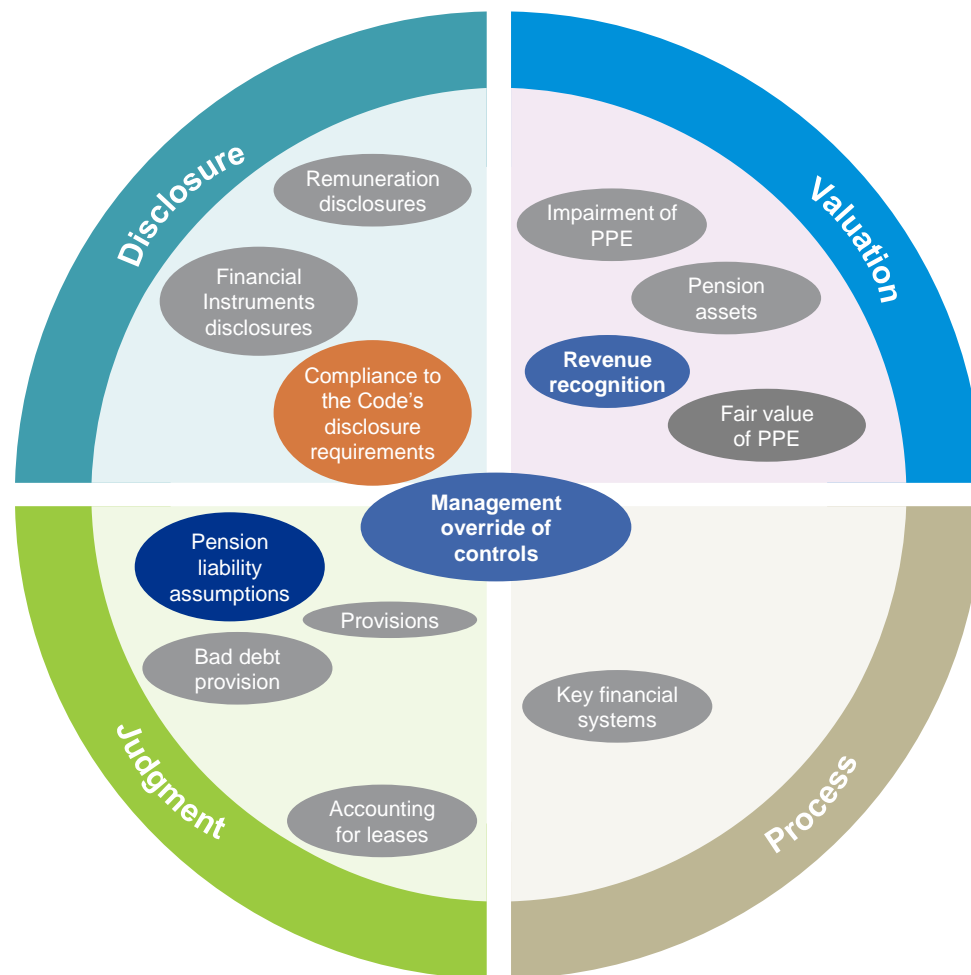 Disclosure
Remuneration
disclosures
Financial
Instruments
disclosures
Compliance to
the Code's
disclosure
requirements
Valuation
Impairment of
PPE
Pension
assets
Revenue
recognition
Fair value
of PPE
Management
override of
controls
Judgment
Pension
liability
assumptions
Provisions
Bad debt
provision
Accounting
for leases
Process
Key financial
systems